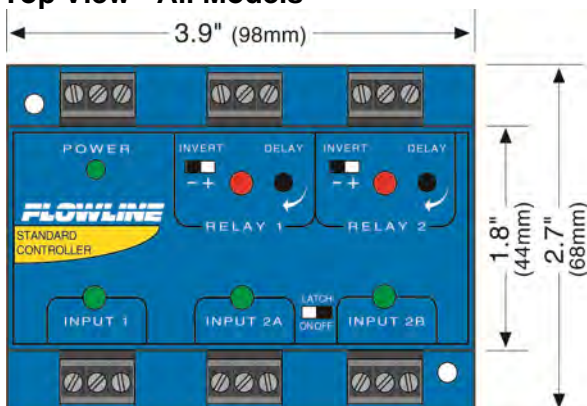 Top View - All Models
3.9" (98mm)
POWER
INVERT
DELAY
- +
RELAY 1
INVERT
DELAY
- +
RELAY 2
FLOWLINE
STANDARD
CONTROLLER
INPUT 1
INPUT 2A
LATCH
ON OFF
INPUT 2B
1.8"
(44mm)
2.7"
(68mm)